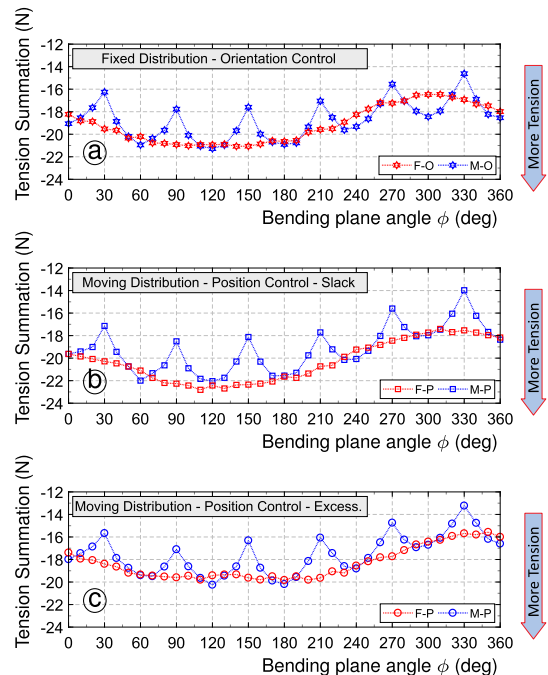 Tension Summation (N)
-12
-14
-16
-18
-20
-22
-24
Fixed Distribution - Orientation Control
a
F-O
M-O
0
30
60
90
120
150
180
210
240
270
300
330
360
Bending plane angle ϕ (deg)
More Tension
Tension Summation (N)
-12
-14
-16
-18
-20
-22
-24
Moving Distribution - Position Control - Slack
b
F-P
M-P
0
30
60
90
120
150
180
210
240
270
300
330
360
Bending plane angle ϕ (deg)
More Tension
Tension Summation (N)
-12
-14
-16
-18
-20
-22
-24
Moving Distribution - Position Control - Excess.
c
F-P
M-P
0
30
60
90
120
150
180
210
240
270
300
330
360
Bending plane angle ϕ (deg)
More Tension